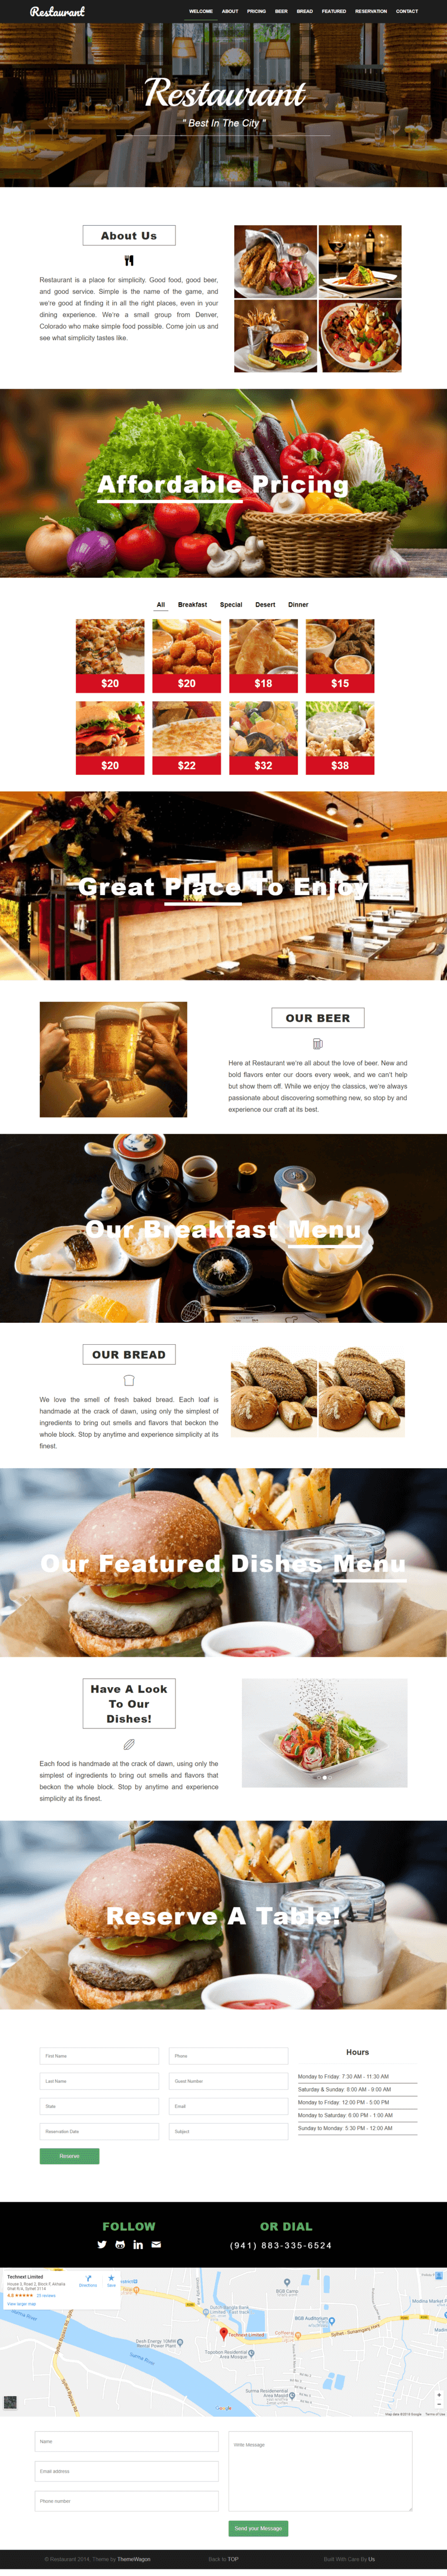 Restaurant
WELCOME ABOUT PRICING BEER BREAD FEATURED RESERVATION CONTACT
Restaurant
" Best In The City "
About Us
Restaurant is a place for simplicity. Good food, good beer,
and good service. Simple is the name of the game, and
we're good at finding it in all the right places, even in your
dining experience. We're a small group from Denver,
Colorado who make simple food possible. Come join us and
see what simplicity tastes like.
Affordable Pricing
All Breakfast Special Desert Dinner
$20 $20 $18 $15
$20 $22 $32 $38
Great Place To Enjoy
OUR BEER
Here at Restaurant we're all about the love of beer. New and
bold flavors enter our doors every week, and we can't help
but show them off. While we enjoy the classics, we're always
passionate about discovering something new, so stop by and
experience our craft at its best.
Our Breakfast Menu
OUR BREAD
We love the smell of fresh baked bread. Each loaf is
handmade at the crack of dawn, using only the simplest of
ingredients to bring out smells and flavors that beckon the
whole block. Stop by anytime and experience simplicity at its
finest.
Our Featured Dishes Menu
Have A Look
To Our
Dishes!
Each food is handmade at the crack of dawn, using only the
simplest of ingredients to bring out smells and flavors that
beckon the whole block. Stop by anytime and experience
simplicity at its finest.
Reserve A Table!
First Name
Last Name
State
Reservation Date
Phone
Guest Number
Email
Subject
Reserve
Hours
Monday to Friday 7:30 AM - 11:30 AM
Saturday & Sunday: 8:00 AM - 9:00 AM
Monday to Friday 12:00 PM - 5:00 PM
Monday to Saturday: 6:00 PM - 1:00 AM
Sunday to Monday 5:30 PM - 12:00 AM
FOLLOW
OR DIAL
(941) 883-335-6524
Technext Limited
House 3, Road 2, Block F,
Directions
Save
View larger map
BGB Camp
BGB Auditorium
Technext Limited
Surma River
Google
Name
Email address
Phone number
Write Message
Send your Message
© Restaurant 2014 Theme by ThemeWagon
Back to TOP
Built With Care By Us